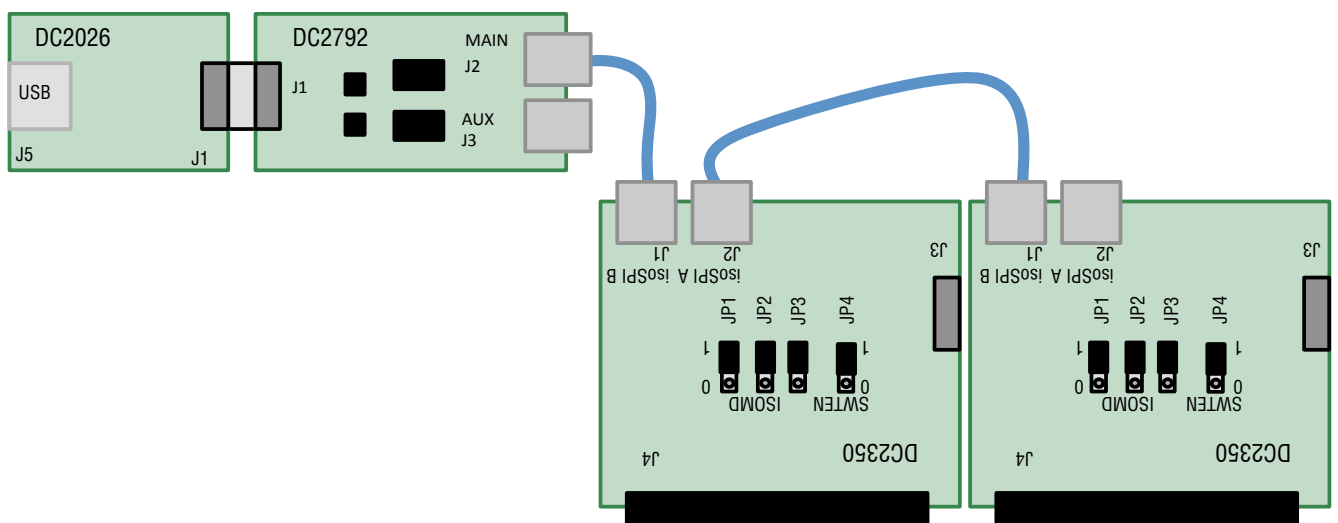 DC2026
USB
J5
J1
DC2792
J1
MAIN
J2
AUX
J3
J1
J2
isoSPI B
isoSPI A
J3
JP1
JP2
JP3
JP4
1
0
ISOMD
1
0
SWTEN
J4
DC2350
J1
J2
isoSPI B
isoSPI A
J3
JP1
JP2
JP3
JP4
1
0
ISOMD
1
0
SWTEN
J4
DC2350